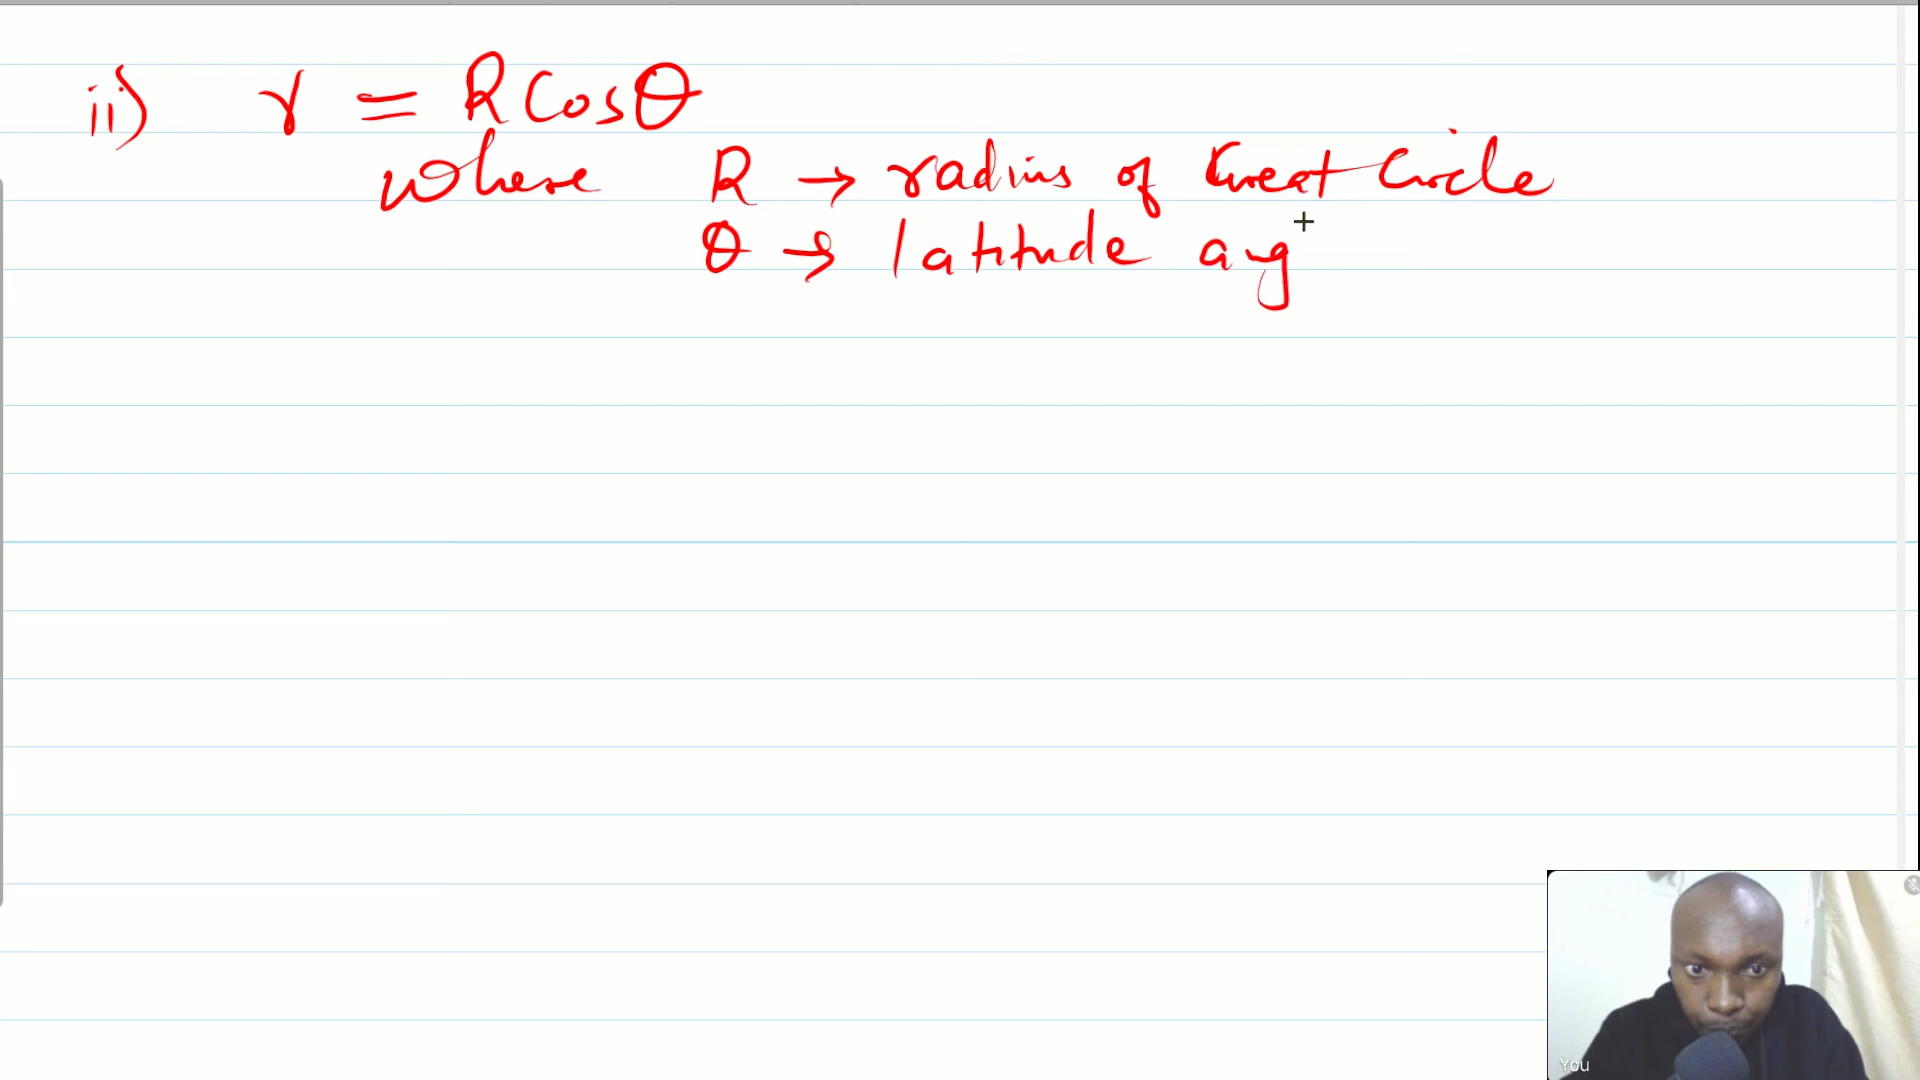 ii) r = R Cos θ
where R → radius of Great Circle
θ → latitude ang
You